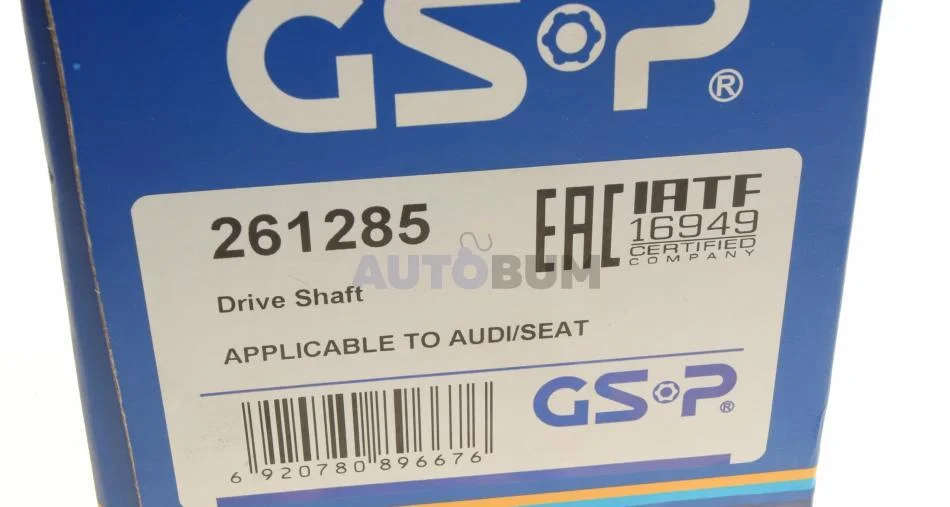 GSP®
261285
EAC
IATF
16949
CERTIFIED
COMPANY
AUTOBUM
Drive Shaft
APPLICABLE TO AUDI/SEAT
GSP®
6 920780 896676